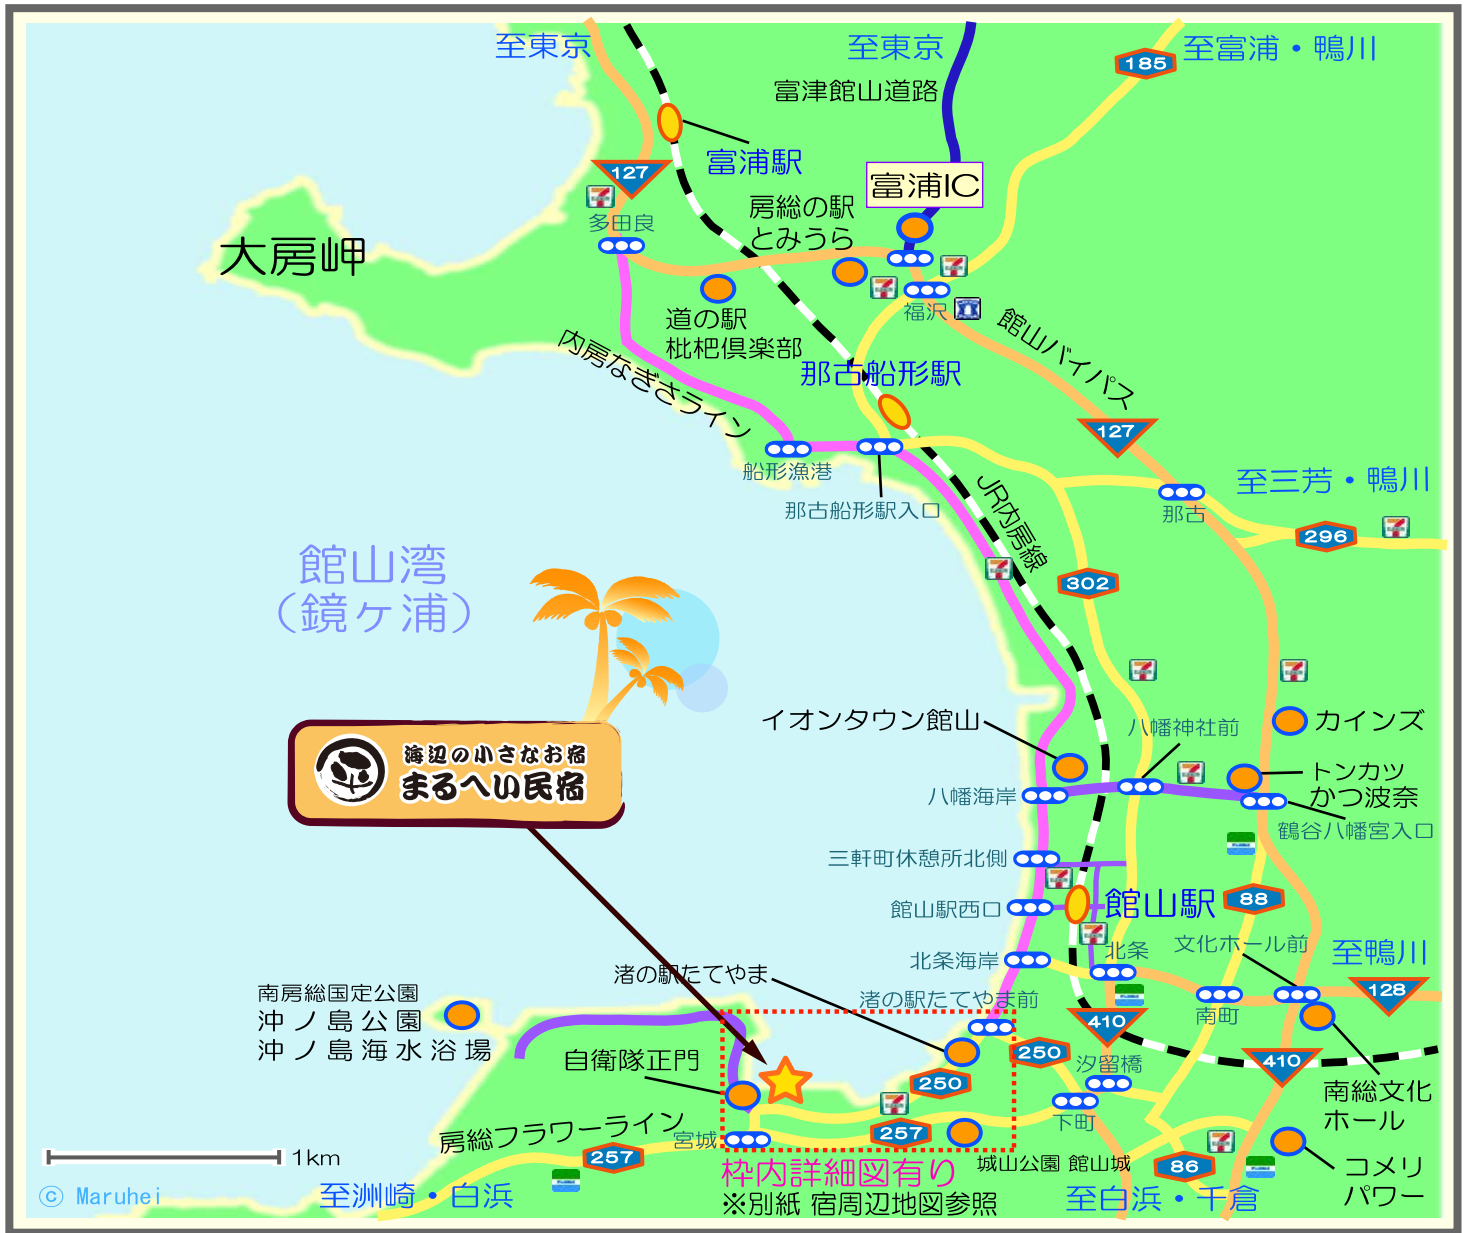 至東京
至東京
至富浦・鴨川
185
富津館山道路
富浦駅
127
富浦IC
多田良
房総の駅
とみうら
大房岬
福沢
道の駅
枇杷倶楽部
館山バイパス
内房なぎさライン
那古船形駅
127
船形漁港
那古船形駅入口
JR内房線
至三芳・鴨川
那古
296
302
館山湾
（鏡ヶ浦）
イオンタウン館山
八幡神社前
カインズ
海辺の小さなお宿
まるへい民宿
八幡海岸
トンカツ
かつ波奈
鶴谷八幡宮入口
三軒町休憩所北側
館山駅西口
館山駅
88
北条海岸
北条
文化ホール前
至鴨川
渚の駅たてやま
渚の駅たてやま前
128
南町
410
南房総国定公園
沖ノ島公園
沖ノ島海水浴場
自衛隊正門
250
250
汐留橋
410
南総文化
ホール
下町
房総フラワーライン
宮城
257
257
城山公園 館山城
86
コメリ
パワー
1km
枠内詳細図有り
※別紙 宿周辺地図参照
至洲崎・白浜
至白浜・千倉
© Maruhei